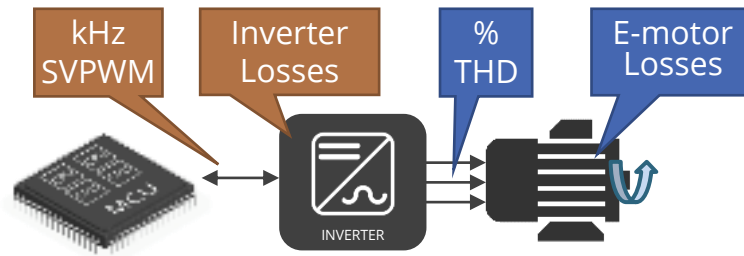 kHz
SVPWM
Inverter
Losses
%
THD
E-motor
Losses
MCU
INVERTER